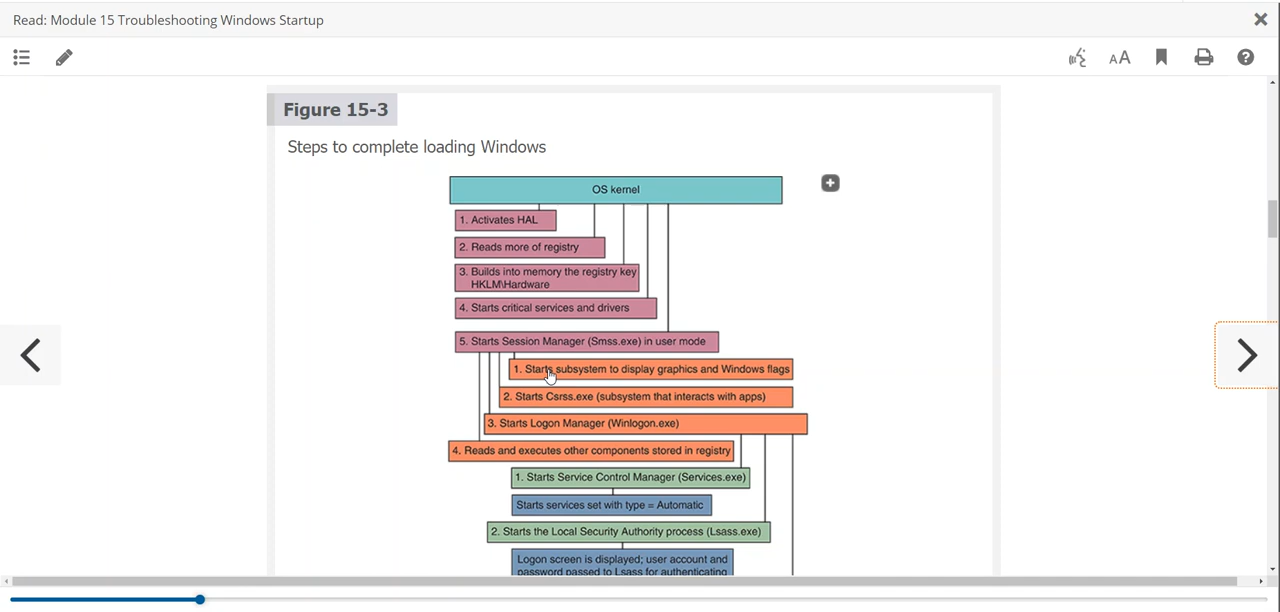 Read: Module 15 Troubleshooting Windows Startup
AA
Figure 15-3
Steps to complete loading Windows
OS kernel
1. Activates HAL
2. Reads more of registry
3. Builds into memory the registry key
HKLM\Hardware
4. Starts critical services and drivers
5. Starts Session Manager (Smss.exe) in user mode
1. Starts subsystem to display graphics and Windows flags
2. Starts Csrss.exe (subsystem that interacts with apps)
3. Starts Logon Manager (Winlogon.exe)
4. Reads and executes other components stored in registry
1. Starts Service Control Manager (Services.exe)
Starts services set with type = Automatic
2. Starts the Local Security Authority process (Lsass.exe)
Logon screen is displayed; user account and
password passed to Lsass for authenticating